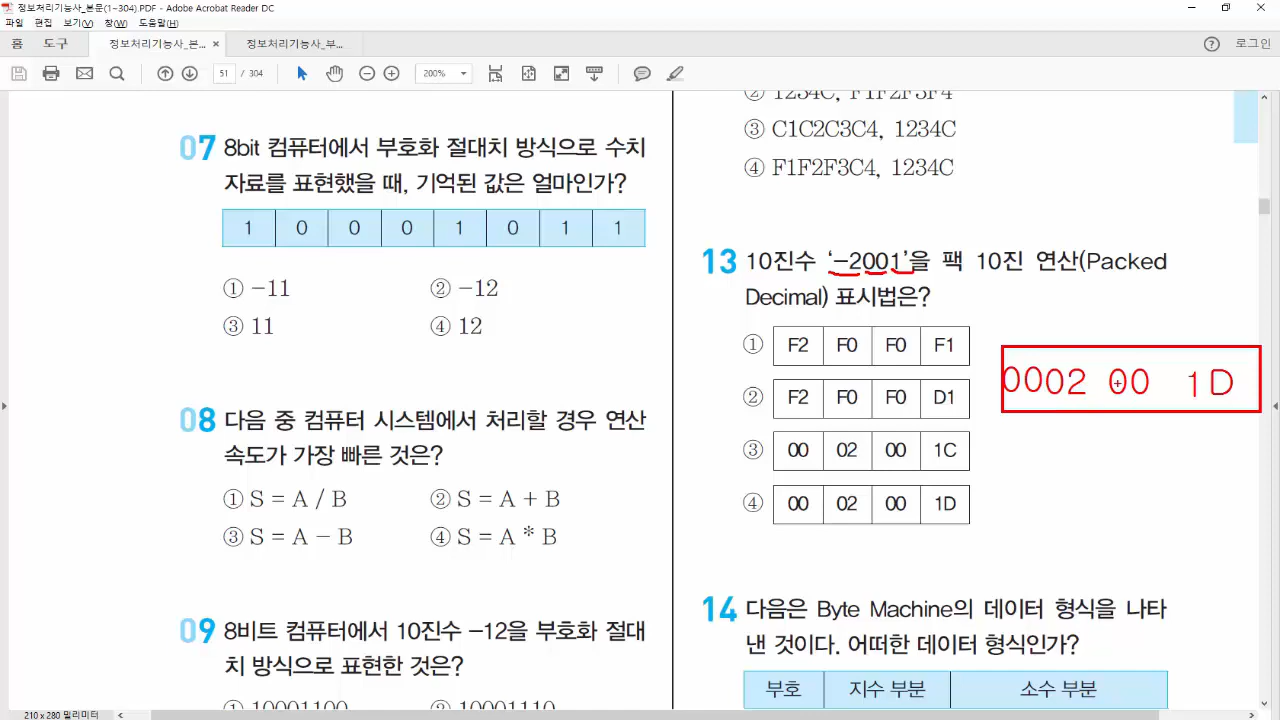 정보처리기능사_본문(1~304).PDF - Adobe Acrobat Reader DC
파일 편집 보기(V) 창(W) 도움말(H)
홈 도구 정보처리기능사_본... × 정보처리기능사_부... ? 로그인
51 / 304 200%
07 8bit 컴퓨터에서 부호화 절대치 방식으로 수치
자료를 표현했을 때, 기억된 값은 얼마인가?
1 0 0 0 1 0 1 1
① -11 ② -12
③ 11 ④ 12
08 다음 중 컴퓨터 시스템에서 처리할 경우 연산
속도가 가장 빠른 것은?
① S = A / B ② S = A + B
③ S = A - B ④ S = A * B
09 8비트 컴퓨터에서 10진수 -12을 부호화 절대
치 방식으로 표현한 것은?
① 10001100 ② 10001110
② 1234C, F1F2F3F4
③ C1C2C3C4, 1234C
④ F1F2F3C4, 1234C
13 10진수 ‘-2001’을 팩 10진 연산(Packed
Decimal) 표시법은?
① F2 F0 F0 F1
② F2 F0 F0 D1
③ 00 02 00 1C
④ 00 02 00 1D
0002 00 1D
14 다음은 Byte Machine의 데이터 형식을 나타
낸 것이다. 어떠한 데이터 형식인가?
부호 지수 부분 소수 부분
210 x 280 밀리미터